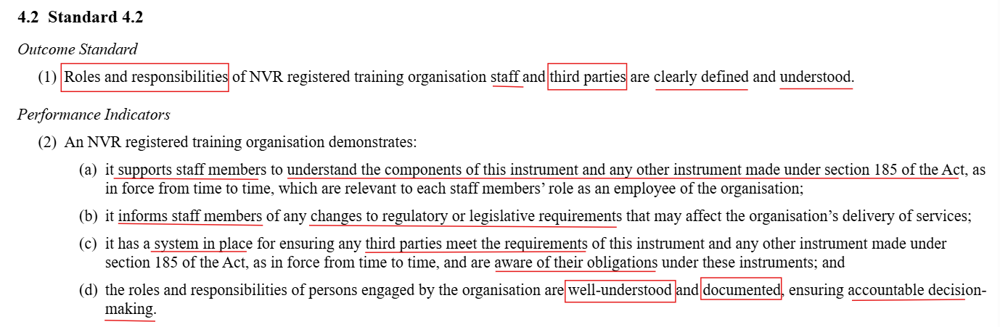 4.2 Standard 4.2
Outcome Standard
(1) Roles and responsibilities of NVR registered training organisation staff and third parties are clearly defined and understood.
Performance Indicators
(2) An NVR registered training organisation demonstrates:
(a) it supports staff members to understand the components of this instrument and any other instrument made under section 185 of the Act, as
in force from time to time, which are relevant to each staff members’ role as an employee of the organisation;
(b) it informs staff members of any changes to regulatory or legislative requirements that may affect the organisation’s delivery of services;
(c) it has a system in place for ensuring any third parties meet the requirements of this instrument and any other instrument made under
section 185 of the Act, as in force from time to time, and are aware of their obligations under these instruments; and
(d) the roles and responsibilities of persons engaged by the organisation are well-understood and documented, ensuring accountable decision-
making.